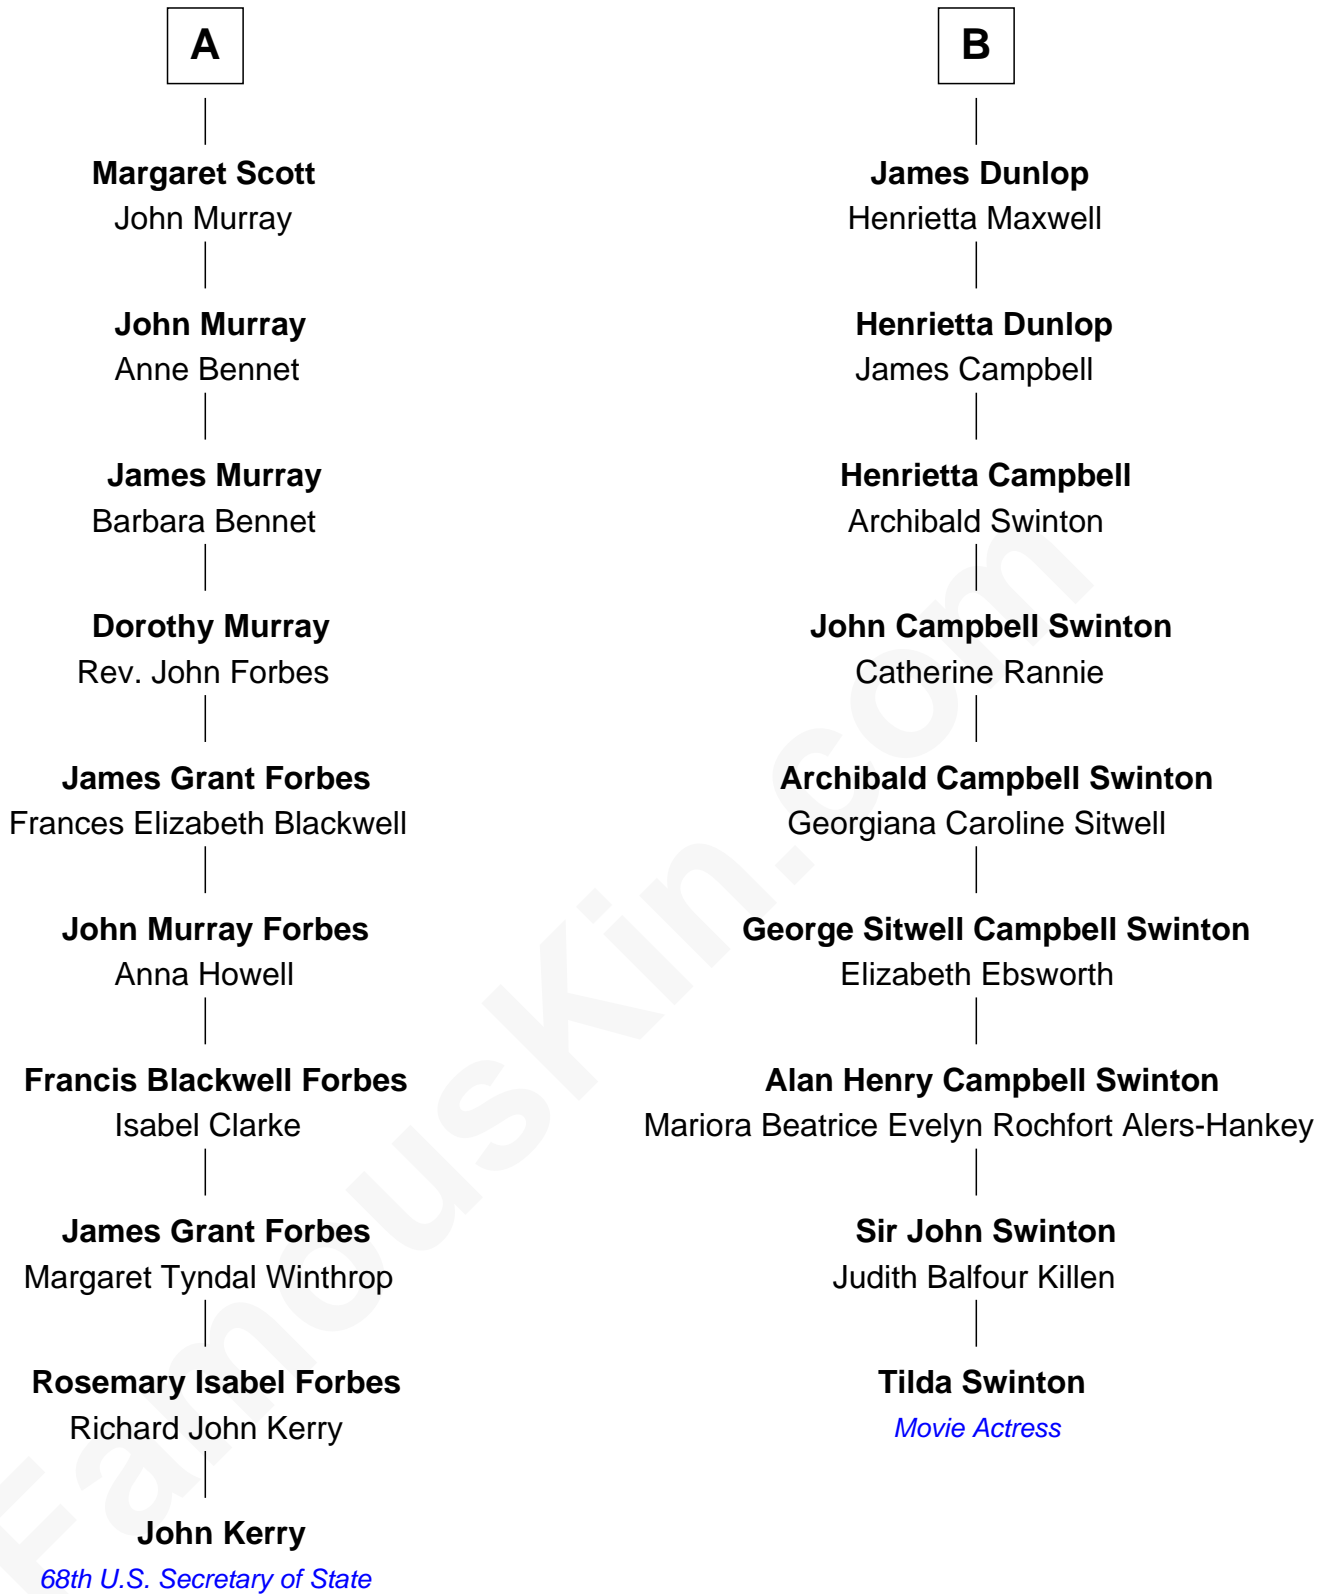 A
Margaret Scott
John Murray
John Murray
Anne Bennet
James Murray
Barbara Bennet
Dorothy Murray
Rev. John Forbes
James Grant Forbes
Frances Elizabeth Blackwell
John Murray Forbes
Anna Howell
Francis Blackwell Forbes
Isabel Clarke
James Grant Forbes
Margaret Tyndal Winthrop
Rosemary Isabel Forbes
Richard John Kerry
John Kerry
68th U.S. Secretary of State
B
James Dunlop
Henrietta Maxwell
Henrietta Dunlop
James Campbell
Henrietta Campbell
Archibald Swinton
John Campbell Swinton
Catherine Rannie
Archibald Campbell Swinton
Georgiana Caroline Sitwell
George Sitwell Campbell Swinton
Elizabeth Ebsworth
Alan Henry Campbell Swinton
Mariora Beatrice Evelyn Rochfort Alers-Hankey
Sir John Swinton
Judith Balfour Killen
Tilda Swinton
Movie Actress
FamousKin.com